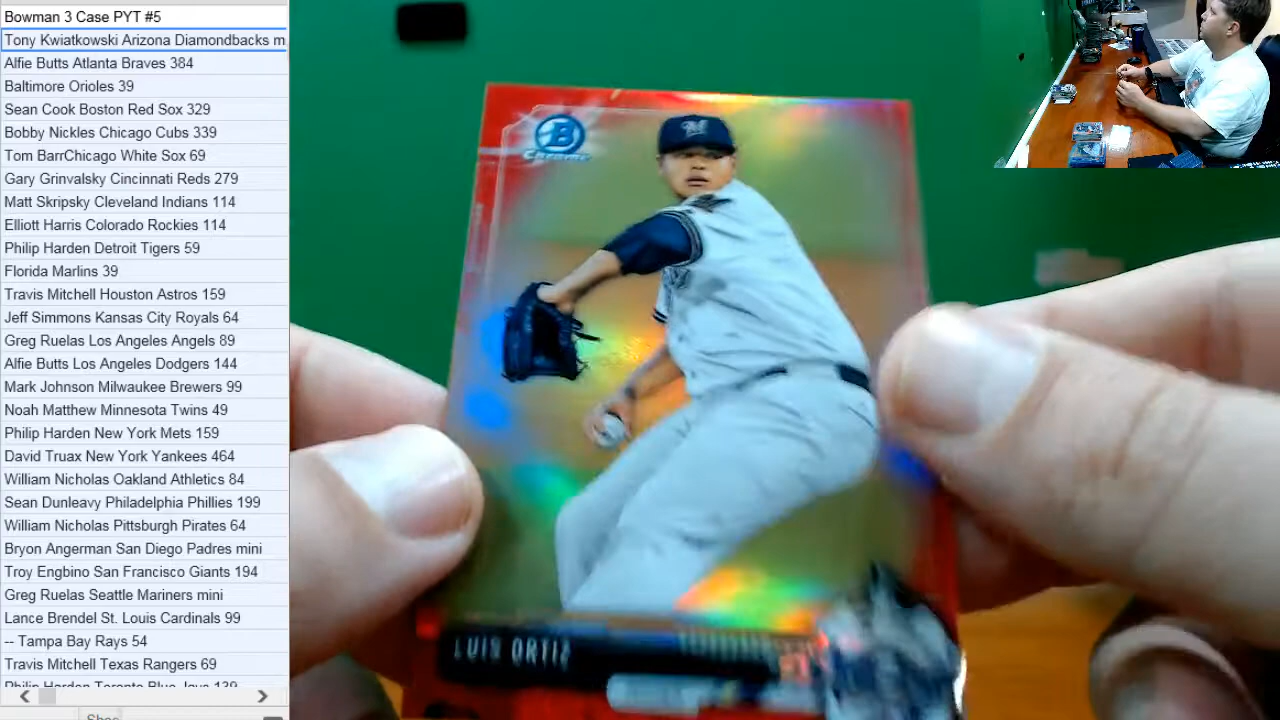 Bowman 3 Case PYT #5
Tony Kwiatkowski Arizona Diamondbacks m
Alfie Butts Atlanta Braves 384
Baltimore Orioles 39
Sean Cook Boston Red Sox 329
Bobby Nickles Chicago Cubs 339
Tom BarrChicago White Sox 69
Gary Grinvalsky Cincinnati Reds 279
Matt Skripsky Cleveland Indians 114
Elliott Harris Colorado Rockies 114
Philip Harden Detroit Tigers 59
Florida Marlins 39
Travis Mitchell Houston Astros 159
Jeff Simmons Kansas City Royals 64
Greg Ruelas Los Angeles Angels 89
Alfie Butts Los Angeles Dodgers 144
Mark Johnson Milwaukee Brewers 99
Noah Matthew Minnesota Twins 49
Philip Harden New York Mets 159
David Truax New York Yankees 464
William Nicholas Oakland Athletics 84
Sean Dunleavy Philadelphia Phillies 199
William Nicholas Pittsburgh Pirates 64
Bryon Angerman San Diego Padres mini
Troy Engbino San Francisco Giants 194
Greg Ruelas Seattle Mariners mini
Lance Brendel St. Louis Cardinals 99
-- Tampa Bay Rays 54
Travis Mitchell Texas Rangers 69
Philip Harden Toronto Blue Jays 139
B
Chrome
M
LUIS ORTIZ